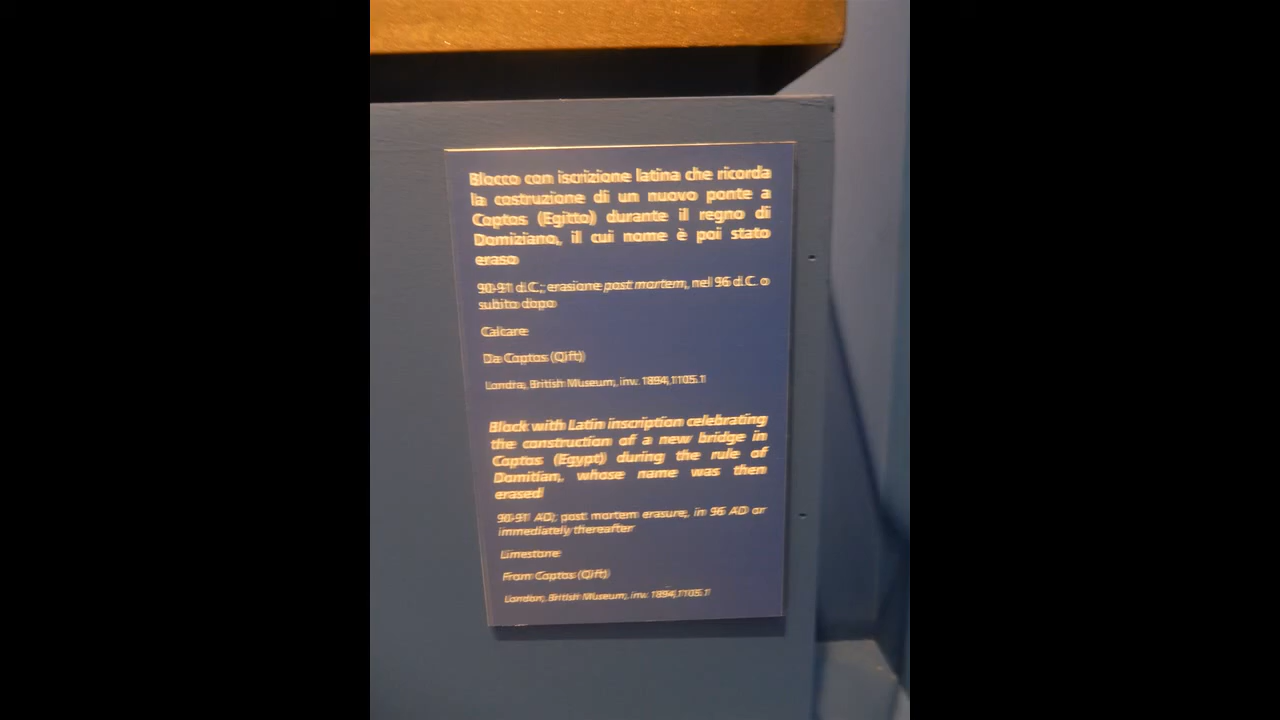 Blocco con iscrizione latina che ricorda
la costruzione di un nuovo ponte a
Coptos (Egitto) durante il regno di
Domiziano, il cui nome è poi stato
eraso
90-91 d.C.; erasione post mortem, nel 96 d.C. o
subito dopo
Calcare
Da Coptos (Qift)
Londra, British Museum, inv. 1894,1105.1
Block with Latin inscription celebrating
the construction of a new bridge in
Coptos (Egypt) during the rule of
Domitian, whose name was then
erased
90-91 AD; post mortem erasure, in 96 AD or
immediately thereafter
Limestone
From Coptos (Qift)
London, British Museum, inv. 1894,1105.1